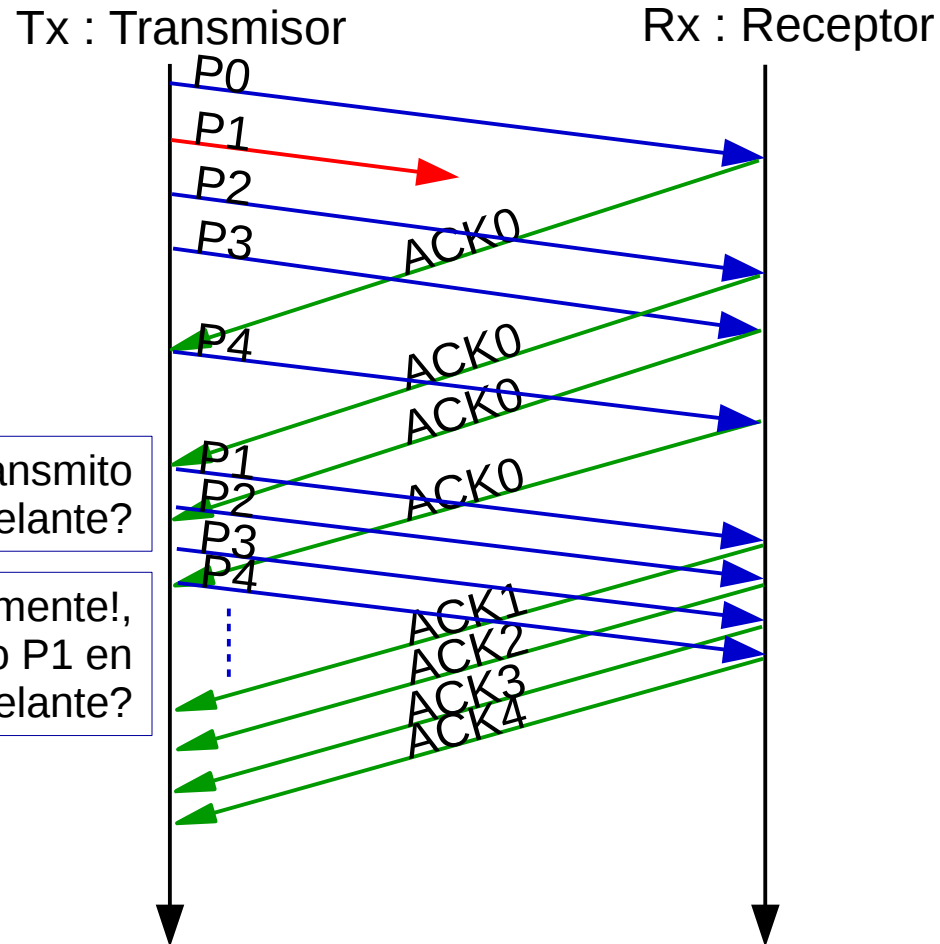 Tx : Transmisor
Rx : Receptor
P0
P1
P2
P3
ACK0
P4
ACK0
ACK0
P1
ansmito
P2
elante?
ACK0
P3
P4
mente!,
ACK1
o P1 en
ACK2
elante?
ACK3
ACK4